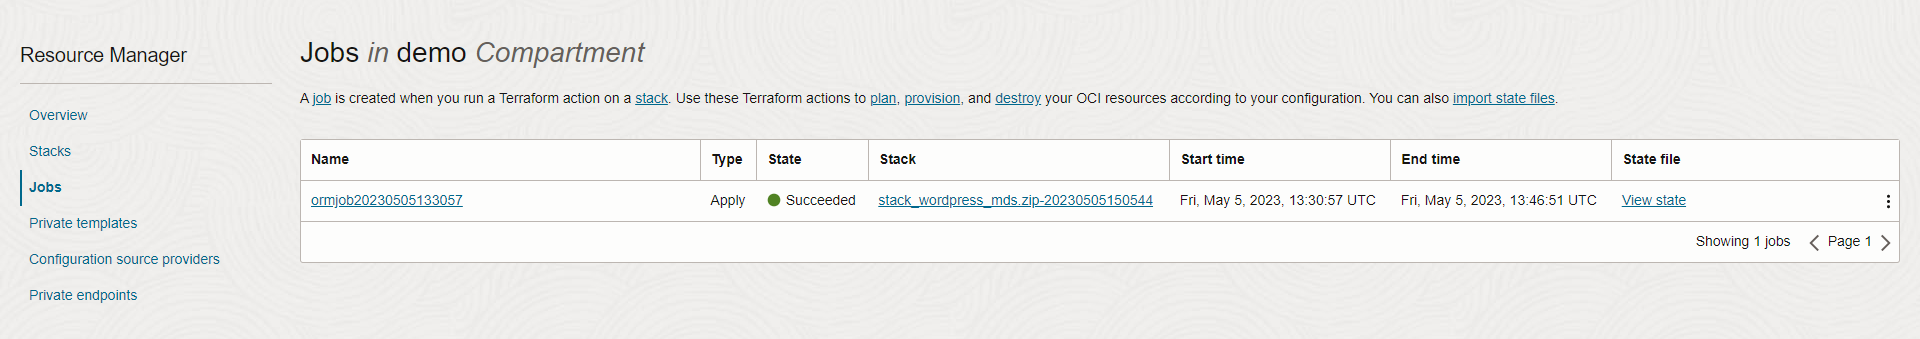 Resource Manager
Overview
Stacks
Jobs
Private templates
Configuration source providers
Private endpoints
Jobs in demo Compartment
A job is created when you run a Terraform action on a stack. Use these Terraform actions to plan, provision, and destroy your OCI resources according to your configuration. You can also import state files.
Name Type State Stack Start time End time State file
ormjob20230505133057 Apply Succeeded stack_wordpress_mds.zip-20230505150544 Fri, May 5, 2023, 13:30:57 UTC Fri, May 5, 2023, 13:46:51 UTC View state
Showing 1 jobs Page 1